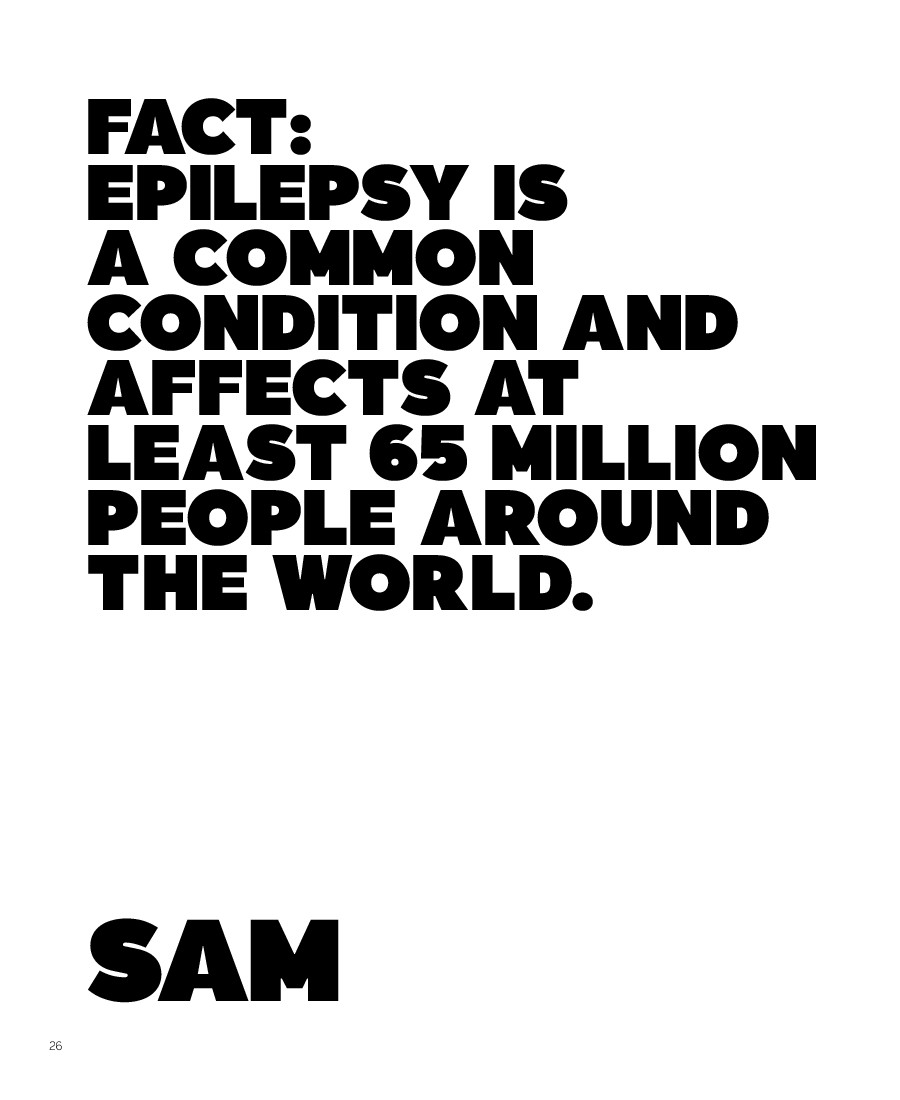 FACT:
EPILEPSY IS
A COMMON
CONDITION AND
AFFECTS AT
LEAST 65 MILLION
PEOPLE AROUND
THE WORLD.
SAM
26